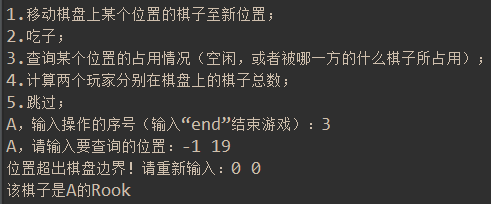 1.移动棋盘上某个位置的棋子至新位置；
2.吃子；
3.查询某个位置的占用情况（空闲，或者被哪一方的什么棋子所占用）；
4.计算两个玩家分别在棋盘上的棋子总数；
5.跳过；
A，输入操作的序号（输入“end”结束游戏）：3
A，请输入要查询的位置：-1 19
位置超出棋盘边界！请重新输入：0 0
该棋子是A的Rook